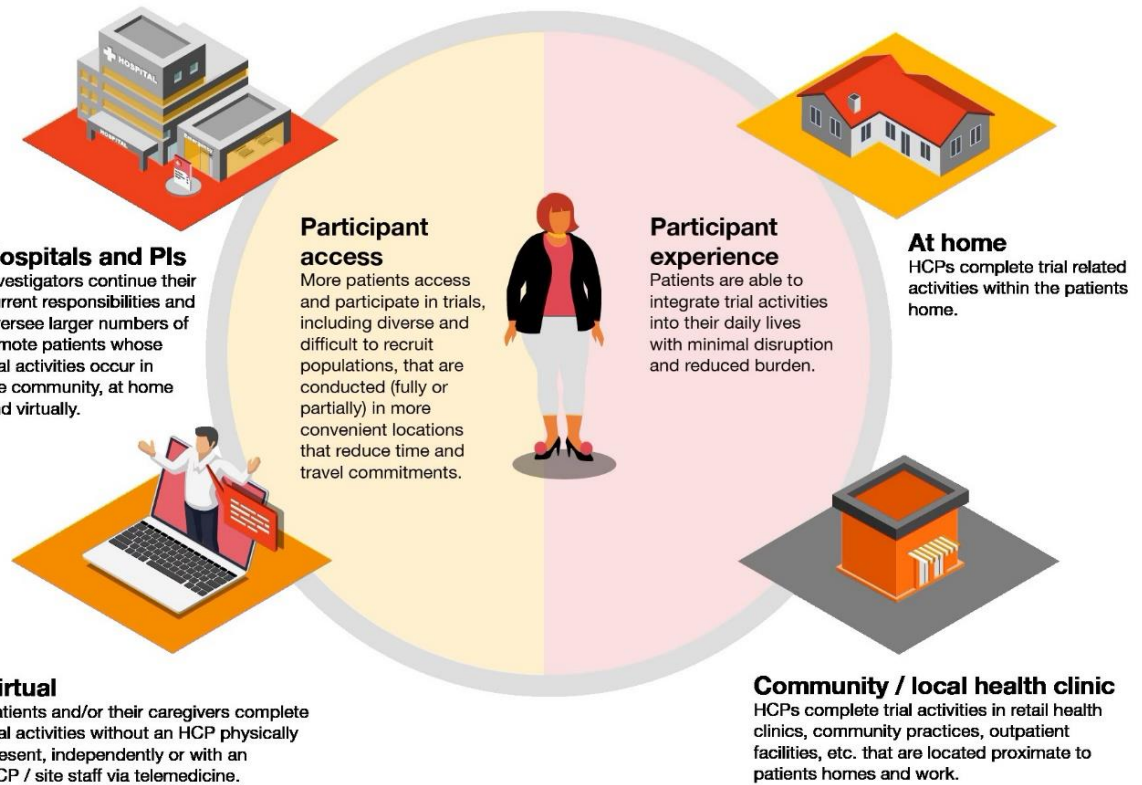 HOSPITAL
HOSPITAL
ospitals and PIs
vestigators continue their
rrent responsibilities and
ersee larger numbers of
mote patients whose
al activities occur in
e community, at home
nd virtually.
Participant
access
More patients access
and participate in trials,
including diverse and
difficult to recruit
populations, that are
conducted (fully or
partially) in more
convenient locations
that reduce time and
travel commitments.
Participant
experience
Patients are able to
integrate trial activities
into their daily lives
with minimal disruption
and reduced burden.
At home
HCPs complete trial related
activities within the patients
home.
irtual
atients and/or their caregivers complete
al activities without an HCP physically
esent, independently or with an
CP / site staff via telemedicine.
Community / local health clinic
HCPs complete trial activities in retail health
clinics, community practices, outpatient
facilities, etc. that are located proximate to
patients homes and work.